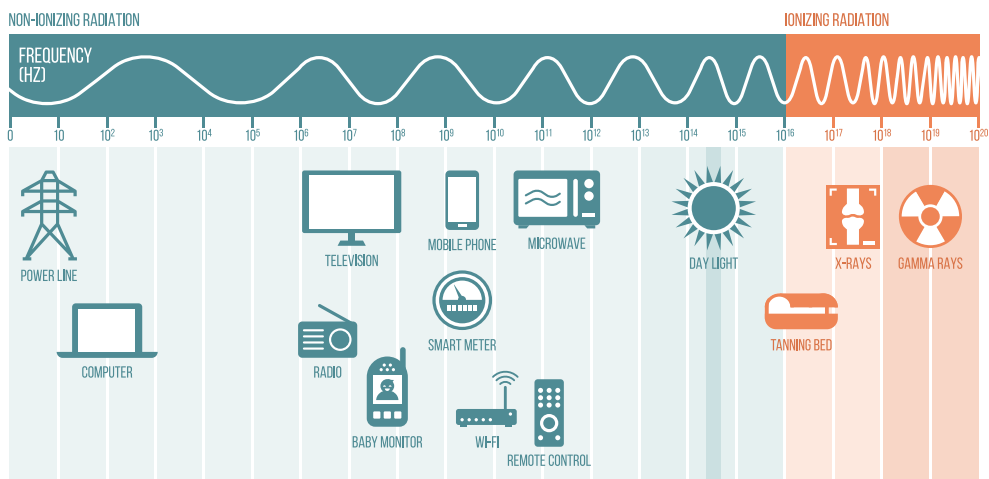 NON-IONIZING RADIATION
IONIZING RADIATION
FREQUENCY
(HZ)
0 10 10² 10³ 10⁴ 10⁵ 10⁶ 10⁷ 10⁸ 10⁹ 10¹⁰ 10¹¹ 10¹² 10¹³ 10¹⁴ 10¹⁵ 10¹⁶ 10¹⁷ 10¹⁸ 10¹⁹ 10²⁰
POWER LINE
TELEVISION
MOBILE PHONE
MICROWAVE
DAY LIGHT
X-RAYS
GAMMA RAYS
COMPUTER
RADIO
SMART METER
TANNING BED
BABY MONITOR
WI-FI
REMOTE CONTROL